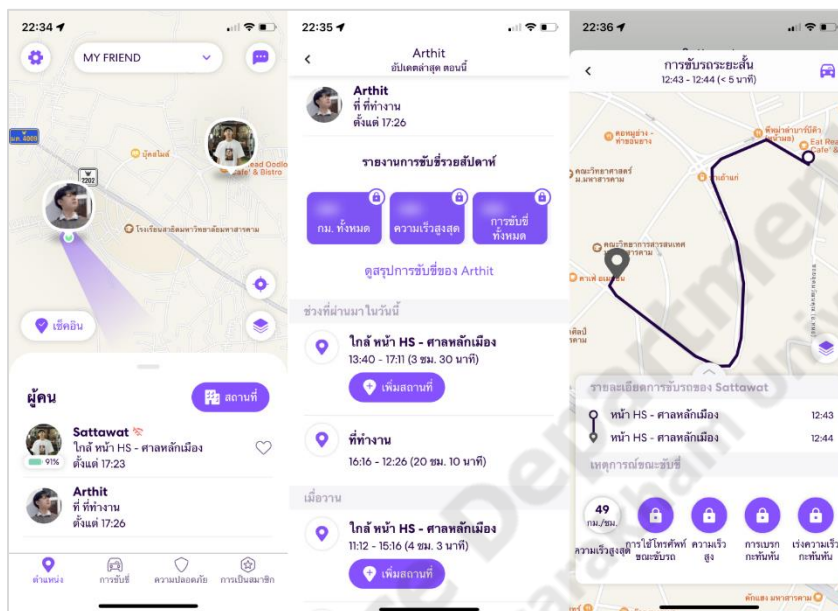 22:34
MY FRIEND
มค. 4009
บุ๊คสไมล์
2202
โรงเรียนสาธิตมหาวิทยาลัยมหาสารคาม
เช็คอิน
ผู้คน
สถานที่
Sattawat
ใกล้ หน้า HS - ศาลหลักเมือง
ตั้งแต่ 17:23
91%
Arthit
ที่ ที่ทำงาน
ตั้งแต่ 17:26
ตำแหน่ง
การขับขี่
ความปลอดภัย
การเป็นสมาชิก
22:35
Arthit
อัปเดตล่าสุด ตอนนี้
Arthit
ที่ ที่ทำงาน
ตั้งแต่ 17:26
รายงานการขับขี่รายสัปดาห์
กม. ทั้งหมด
ความเร็วสูงสุด
การขับขี่
ทั้งหมด
ดูสรุปการขับขี่ของ Arthit
ช่วงที่ผ่านมาในวันนี้
ใกล้ หน้า HS - ศาลหลักเมือง
13:40 - 17:11 (3 ชม. 30 นาที)
เพิ่มสถานที่
ที่ทำงาน
16:16 - 12:26 (20 ชม. 10 นาที)
เมื่อวาน
ใกล้ หน้า HS - ศาลหลักเมือง
11:12 - 15:16 (4 ชม. 3 นาที)
เพิ่มสถานที่
22:36
การขับรถระยะสั้น
12:43 - 12:44 (< 5 นาที)
คณะวิทยาศาสตร์
ม.มหาสารคาม
คณะวิทยาการสารสนเทศ
รายละเอียดการขับรถของ Sattawat
หน้า HS - ศาลหลักเมือง
12:43
หน้า HS - ศาลหลักเมือง
12:44
เหตุการณ์ขณะขับขี่
49
กม./ชม.
ความเร็วสูงสุด
การใช้โทรศัพท์
ขณะขับรถ
ความเร็ว
สูง
การเบรก
กะทันหัน
เร่งความเร็ว
กะทันหัน